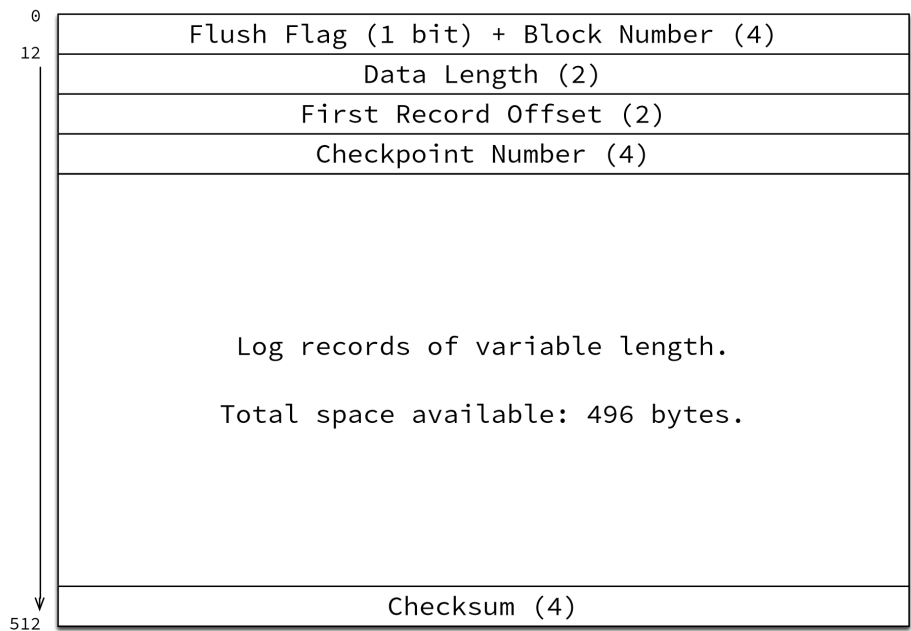 0
Flush Flag (1 bit) + Block Number (4)
12
Data Length (2)
First Record Offset (2)
Checkpoint Number (4)
Log records of variable length.
Total space available: 496 bytes.
Checksum (4)
512